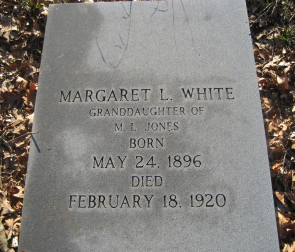 MARGARET L. WHITE
GRANDDAUGHTER OF
M. L. JONES
BORN
MAY 24, 1896
DIED
FEBRUARY 18, 1920